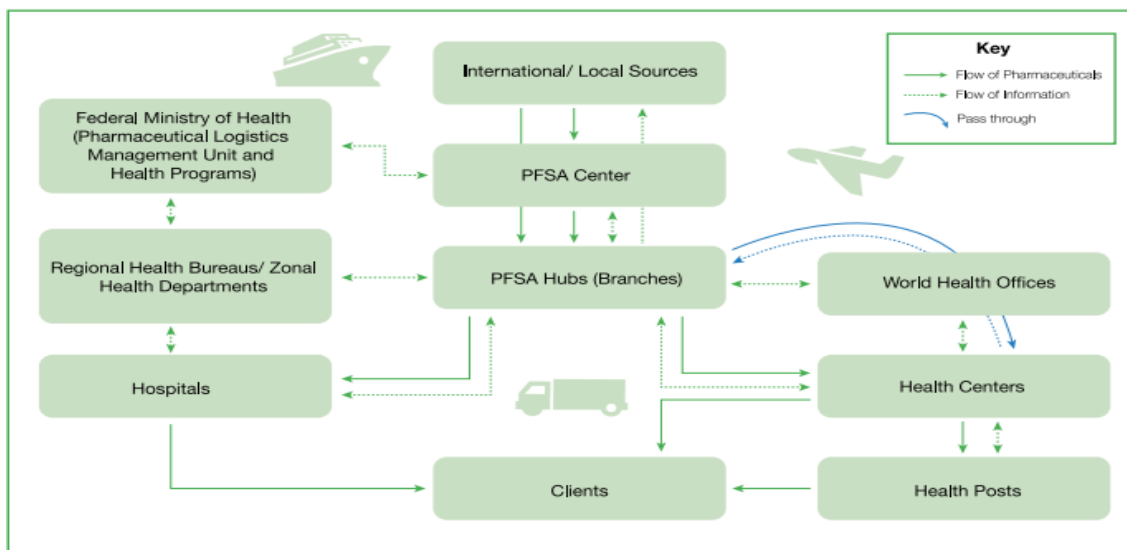 International/ Local Sources
Key
Flow of Pharmaceuticals
Flow of Information
Pass through
Federal Ministry of Health
(Pharmaceutical Logistics
Management Unit and
Health Programs)
PFSA Center
Regional Health Bureaus/ Zonal
Health Departments
PFSA Hubs (Branches)
World Health Offices
Hospitals
Health Centers
Clients
Health Posts